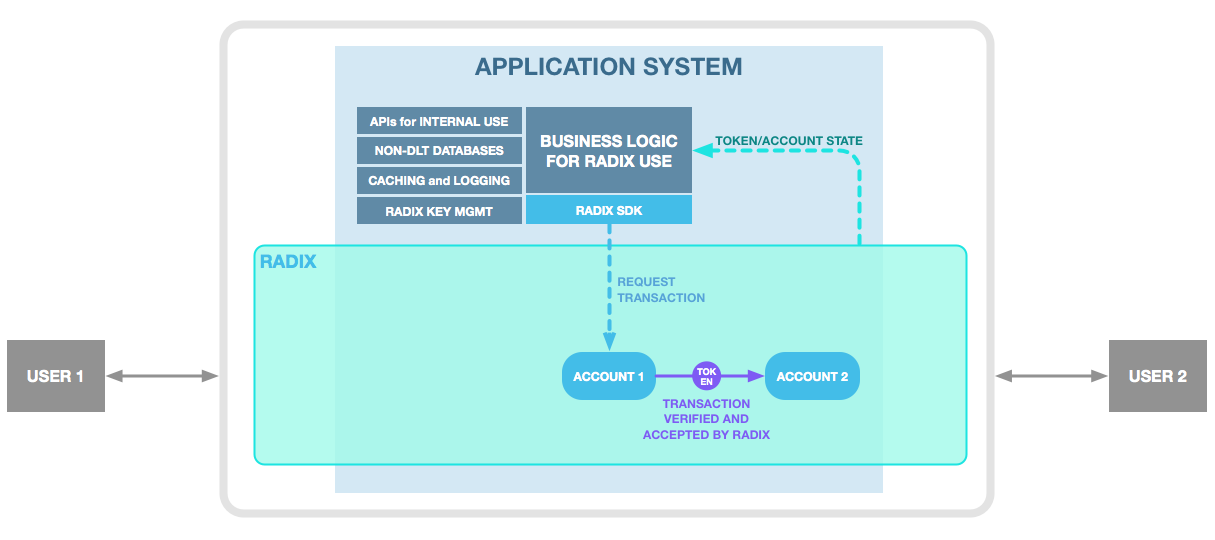 APPLICATION SYSTEM
APIs for INTERNAL USE
NON-DLT DATABASES
CACHING and LOGGING
RADIX KEY MGMT
BUSINESS LOGIC
FOR RADIX USE
RADIX SDK
TOKEN/ACCOUNT STATE
RADIX
REQUEST
TRANSACTION
USER 1
ACCOUNT 1
TOK
EN
ACCOUNT 2
USER 2
TRANSACTION
VERIFIED AND
ACCEPTED BY RADIX